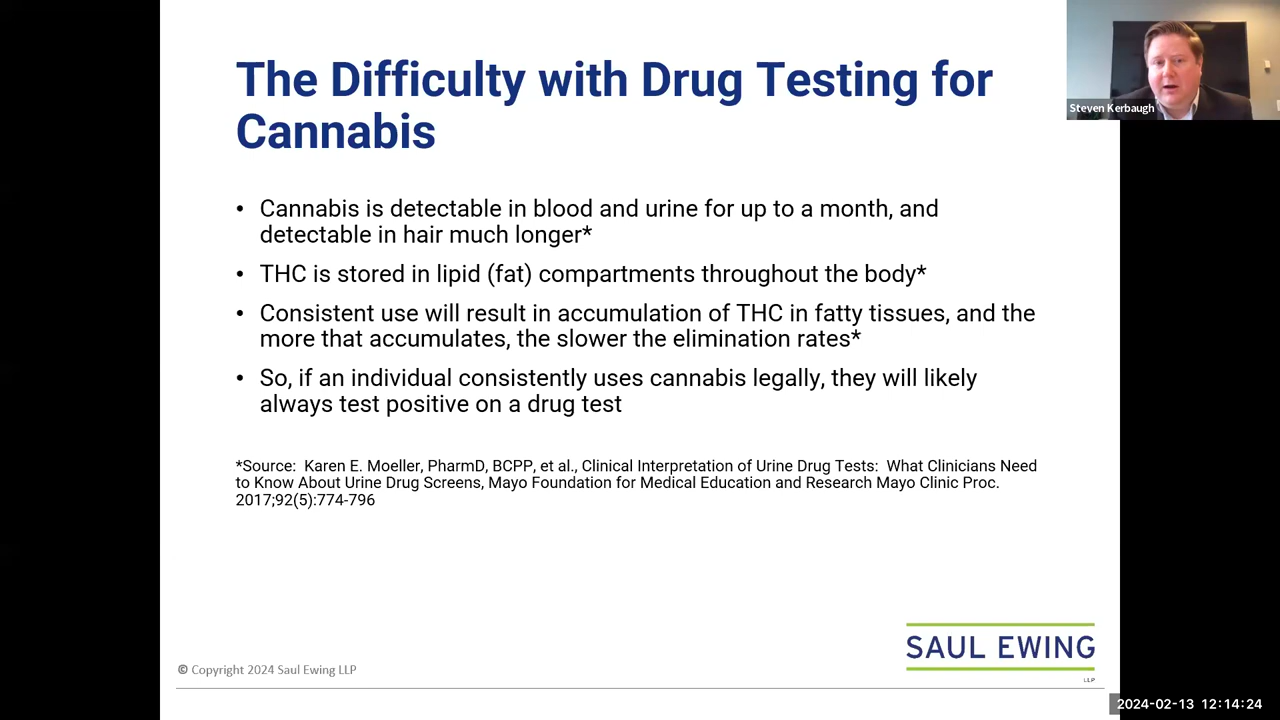 The Difficulty with Drug Testing for
Cannabis
Steven Kerbaugh
• Cannabis is detectable in blood and urine for up to a month, and
detectable in hair much longer*
• THC is stored in lipid (fat) compartments throughout the body*
• Consistent use will result in accumulation of THC in fatty tissues, and the
more that accumulates, the slower the elimination rates*
• So, if an individual consistently uses cannabis legally, they will likely
always test positive on a drug test
*Source: Karen E. Moeller, PharmD, BCPP, et al., Clinical Interpretation of Urine Drug Tests: What Clinicians Need
to Know About Urine Drug Screens, Mayo Foundation for Medical Education and Research Mayo Clinic Proc.
2017;92(5):774-796
SAUL EWING
LLP
© Copyright 2024 Saul Ewing LLP
2024-02-13 12:14:24